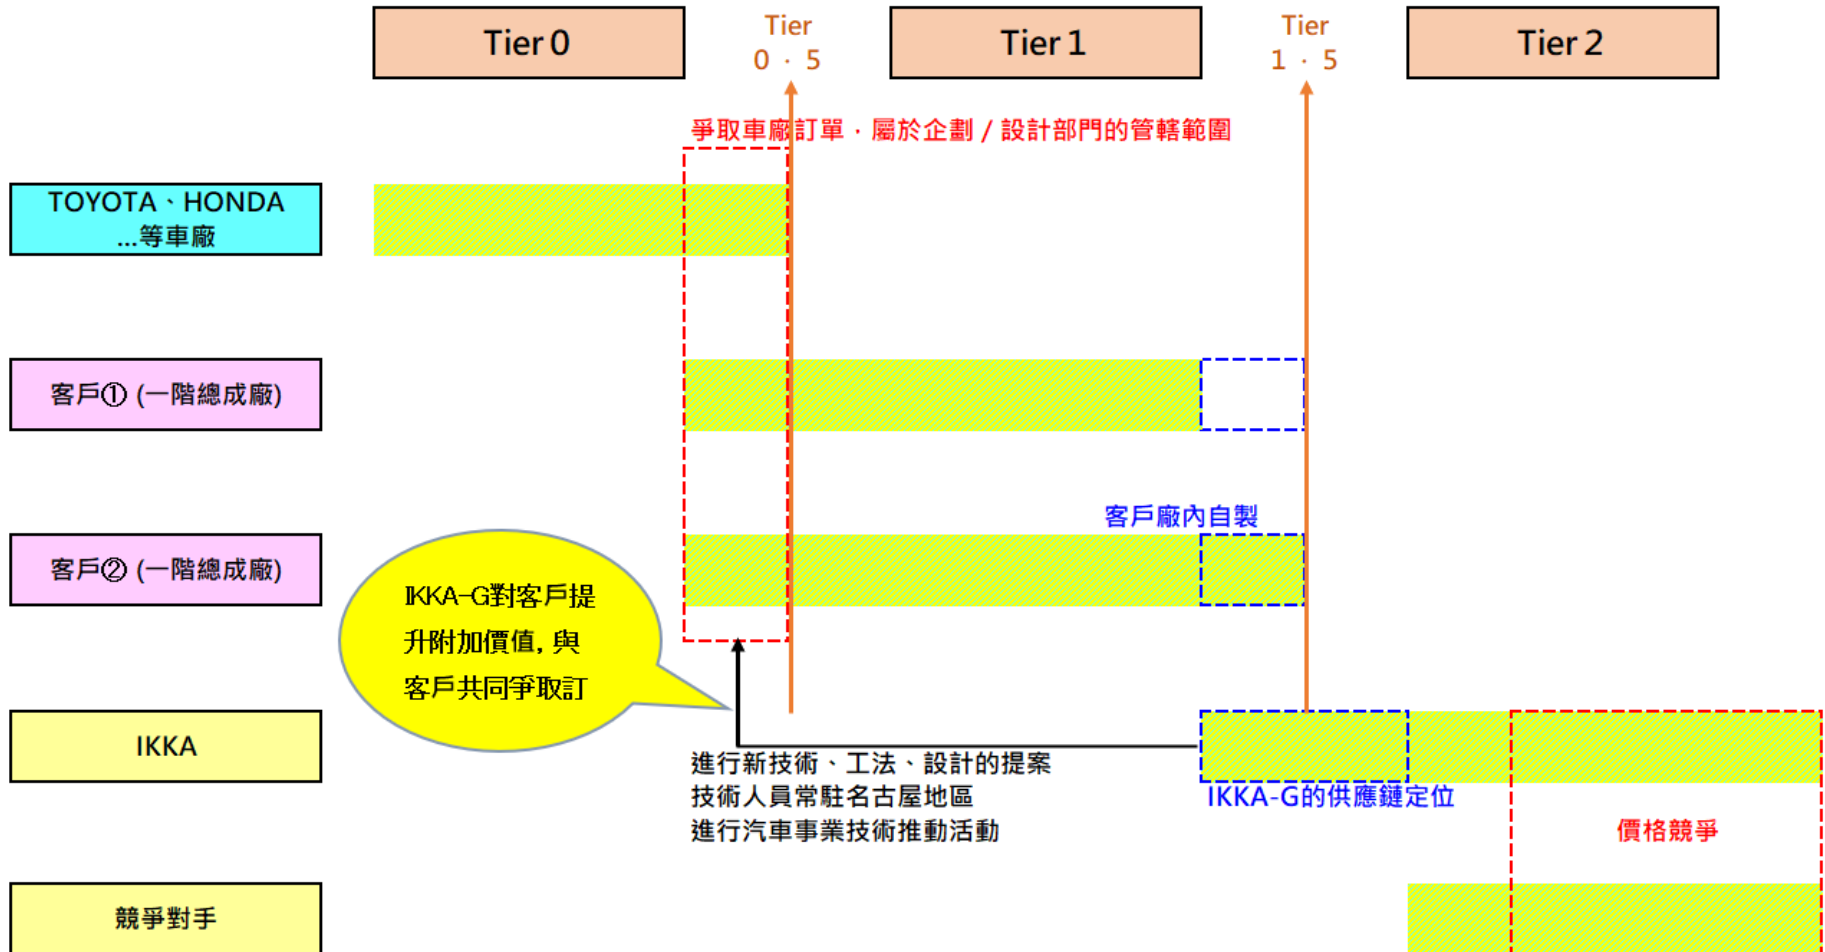 Tier 0
Tier
0．5
Tier 1
Tier
1．5
Tier 2
爭取車廠訂單．屬於企劃 / 設計部門的管轄範圍
TOYOTA、HONDA
...等車廠
客戶① (一階總成廠)
客戶廠內自製
客戶② (一階總成廠)
IKKA-G對客戶提
升附加價值, 與
客戶共同爭取訂
IKKA
進行新技術、工法、設計的提案
技術人員常駐名古屋地區
進行汽車事業技術推動活動
IKKA-G的供應鏈定位
價格競爭
競爭對手